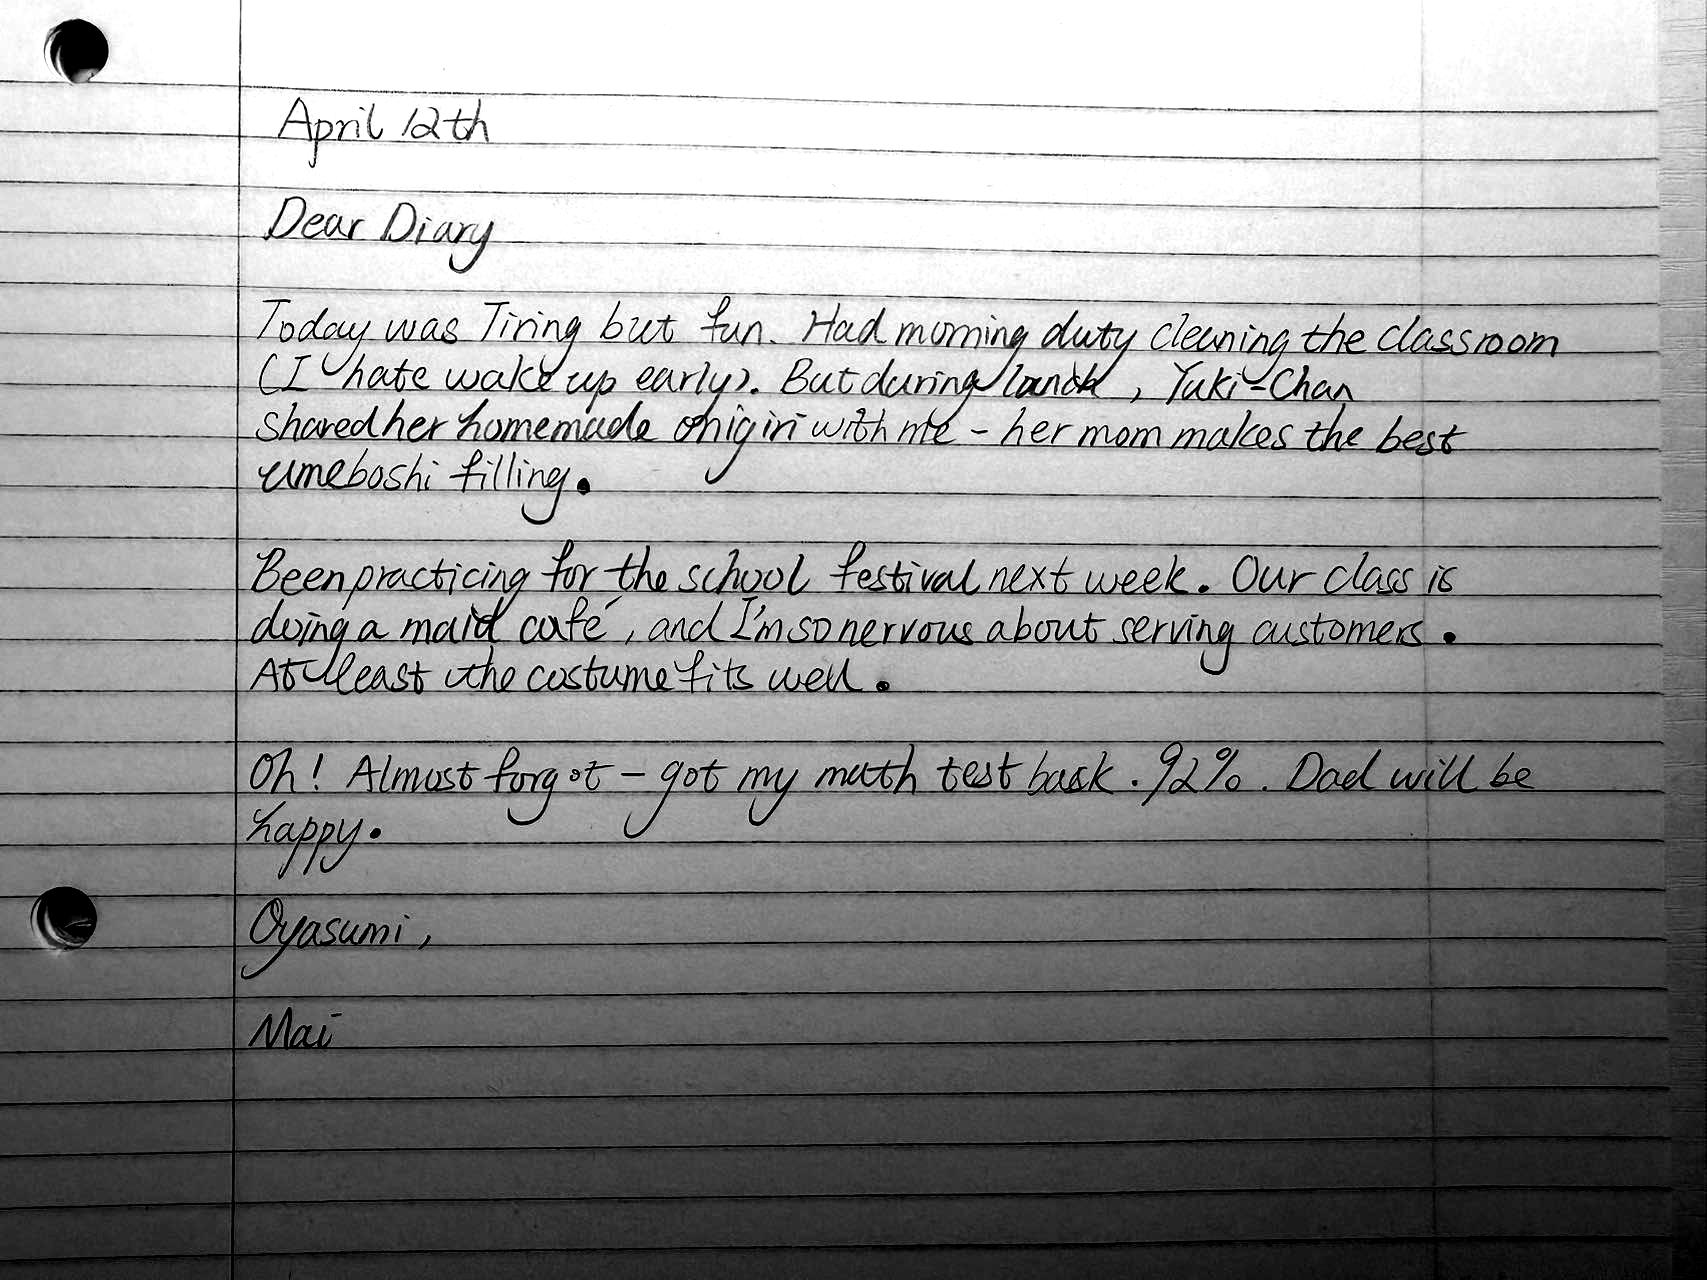 April 12th
Dear Diary
Today was Tiring but fun. Had morning duty cleaning the classroom
(I hate wake up early). But during lunch, Yuki-Chan
shared her homemade onigiri with me - her mom makes the best
umeboshi filling.
Been practicing for the school festival next week. Our class is
doing a maid café, and I'm so nervous about serving customers.
At least the costume fits well.
Oh! Almost forgot - got my math test back. 92%. Dad will be
happy.
Oyasumi,
Mai